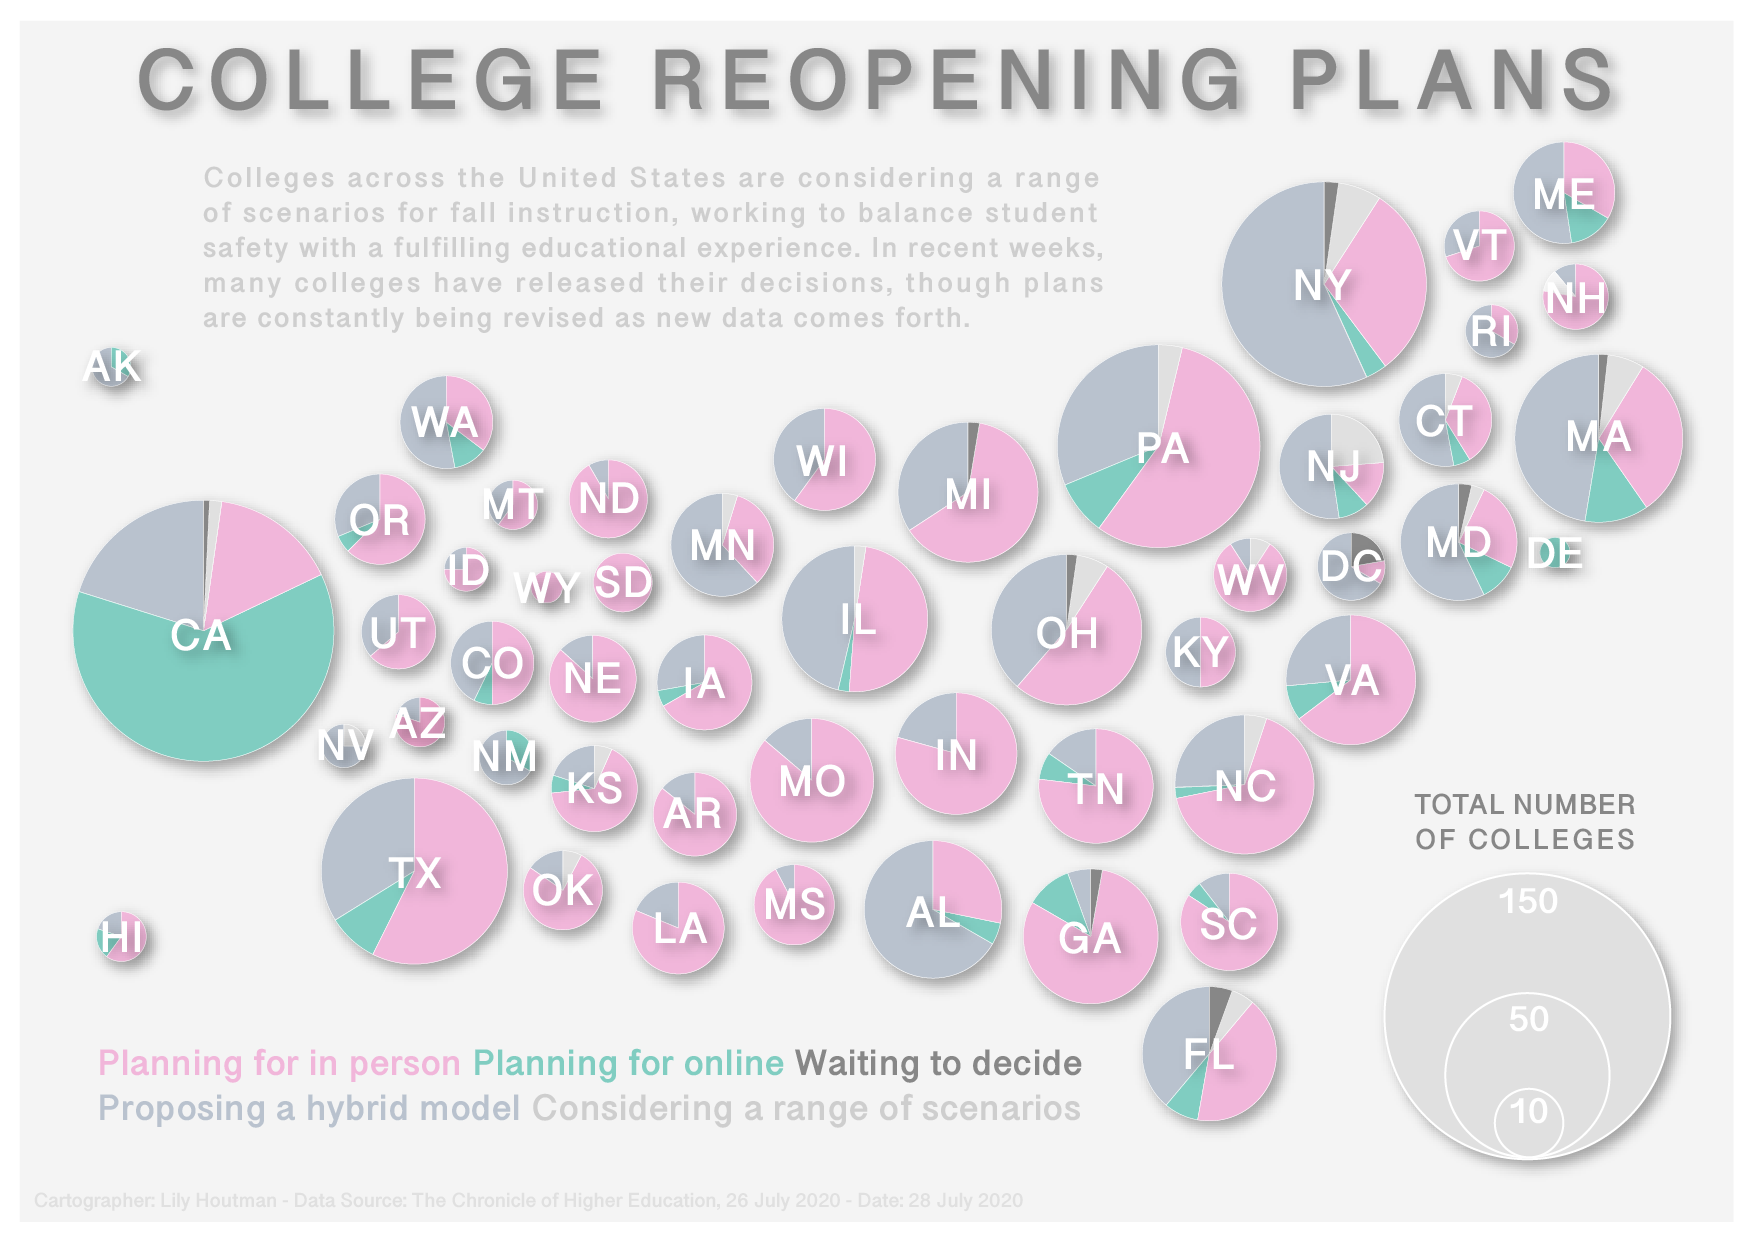 COLLEGE REOPENING PLANS
Colleges across the United States are considering a range
of scenarios for fall instruction, working to balance student
safety with a fulfilling educational experience. In recent weeks,
many colleges have released their decisions, though plans
are constantly being revised as new data comes forth.
ME
VT
NY
NH
RI
AK
WA
WI
PA
CT
MA
NJ
OR
MT
ND
MI
MN
MD
DE
ID
WY
SD
WV
DC
CA
UT
IL
OH
KY
CO
NE
IA
VA
AZ
NV
NM
KS
MO
IN
TN
NC
AR
TX
OK
LA
MS
AL
GA
SC
HI
FL
TOTAL NUMBER
OF COLLEGES
150
50
10
Planning for in person Planning for online Waiting to decide
Proposing a hybrid model Considering a range of scenarios
Cartographer: Lily Houtman - Data Source: The Chronicle of Higher Education, 26 July 2020 - Date: 28 July 2020